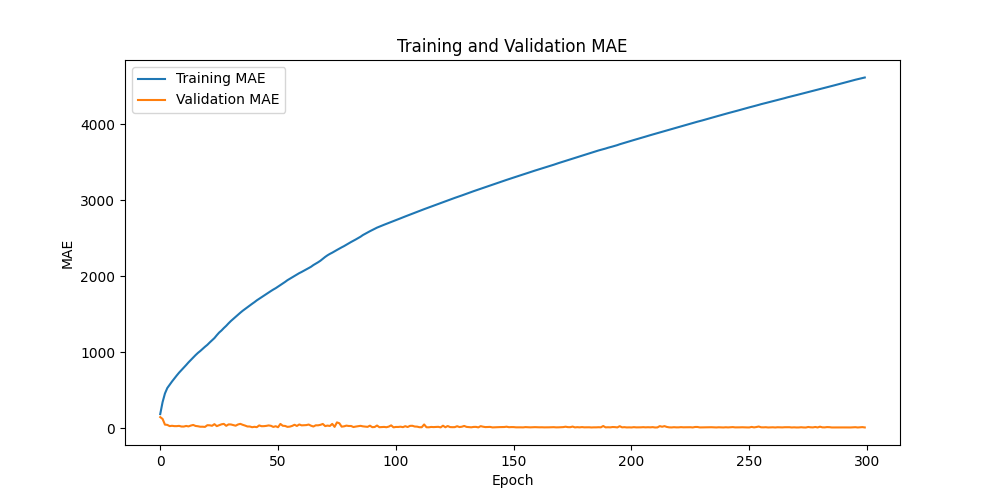 Training and Validation MAE
Training MAE
Validation MAE
MAE
4000
3000
2000
1000
0
0 50 100 150 200 250 300
Epoch